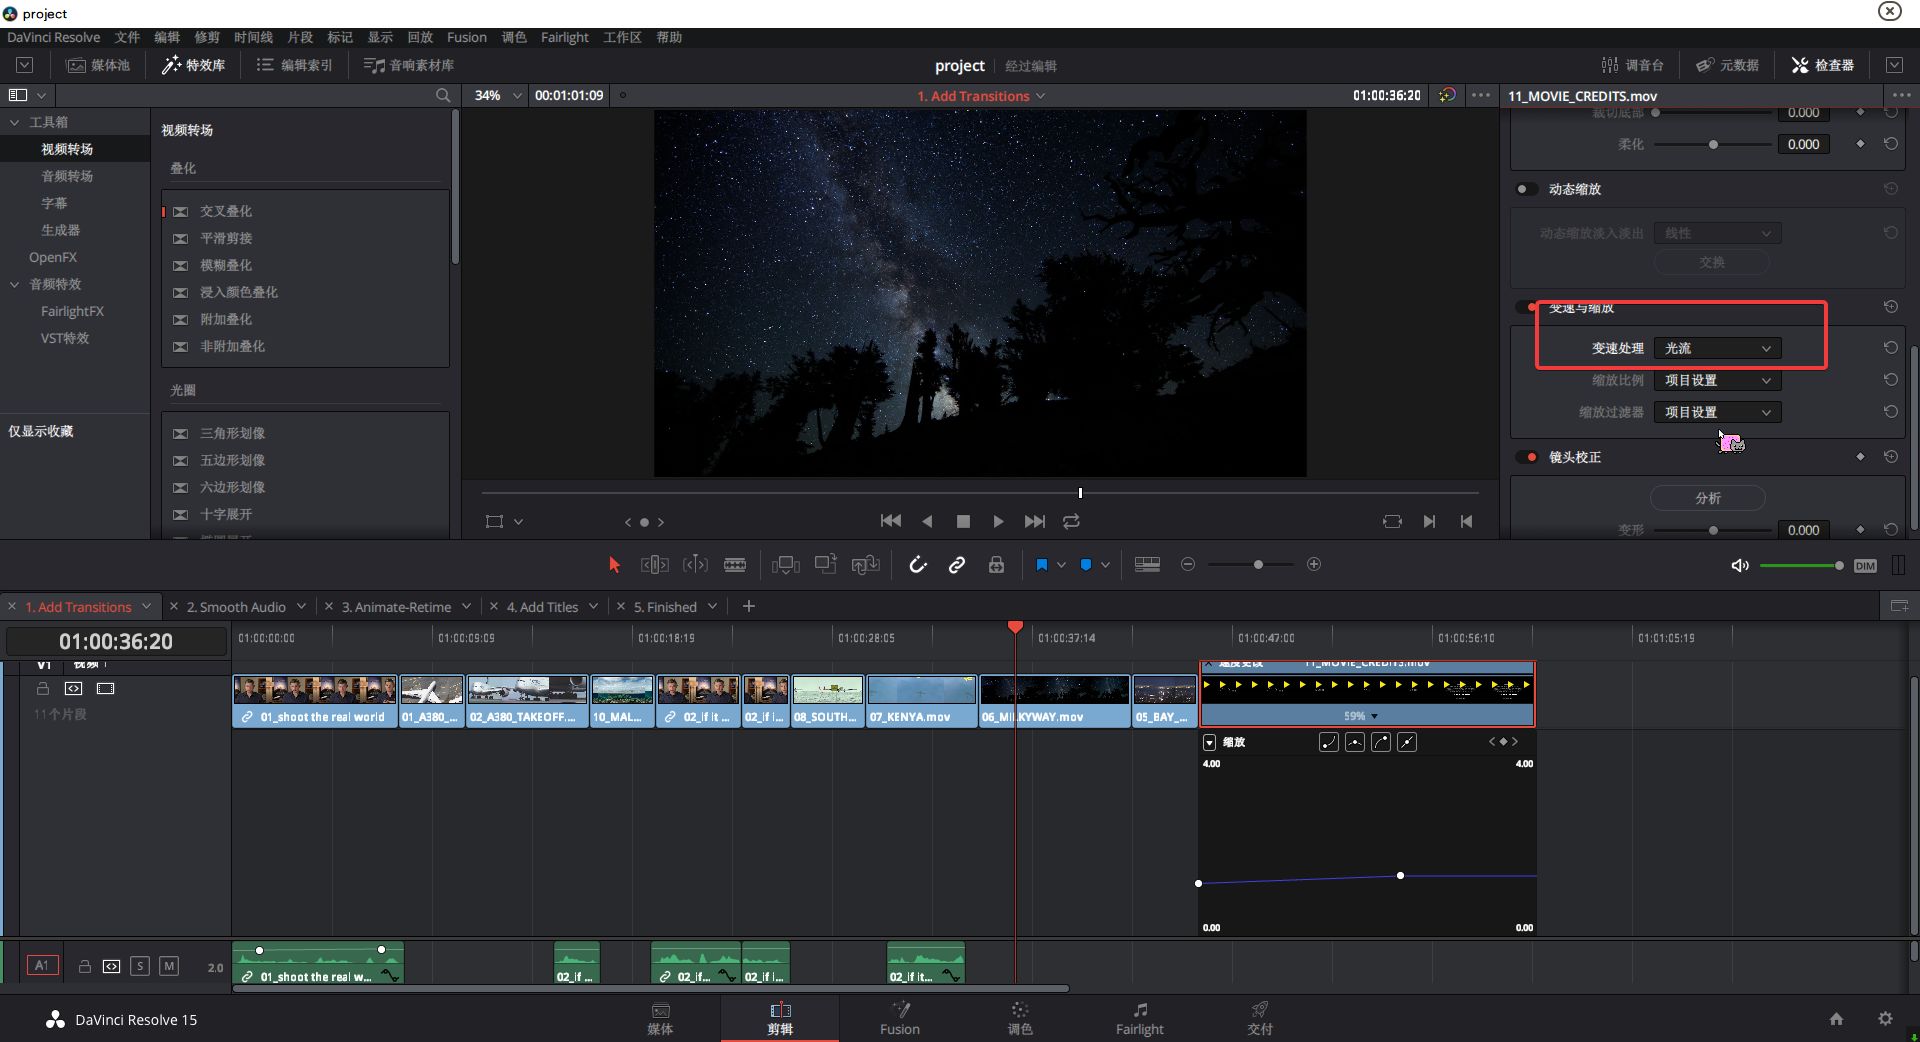 project
DaVinci Resolve 文件 编辑 修剪 时间线 片段 标记 显示 回放 Fusion 调色 Fairlight 工作区 帮助
媒体池 特效库 编辑索引 音响素材库 project 经过编辑 调音台 元数据 检查器
34% 00:01:01:09 1. Add Transitions 01:00:36:20 11_MOVIE_CREDITS.mov
工具箱
视频转场
音频转场
字幕
生成器
OpenFX
音频特效
FairlightFX
VST特效
仅显示收藏
视频转场
叠化
交叉叠化
平滑剪接
模糊叠化
浸入颜色叠化
附加叠化
非附加叠化
光圈
三角形划像
五边形划像
六边形划像
十字展开
裁切底部 0.000
柔化 0.000
动态缩放
动态缩放淡入淡出 线性
交换
变速与缩放
变速处理 光流
缩放比例 项目设置
缩放过滤器 项目设置
镜头校正
分析
变形 0.000
DIM
1. Add Transitions 2. Smooth Audio 3. Animate-Retime 4. Add Titles 5. Finished
01:00:36:20
01:00:00:00 01:00:09:09 01:00:18:19 01:00:28:05 01:00:37:14 01:00:47:00 01:00:56:10 01:01:05:19
V1 视频 1
11个片段
速度更改 11_MOVIE_CREDITS.mov
01_shoot the real world 01_A380_... 02_A380_TAKEOFF.... 10_MAL... 02_if it ... 02_if i... 08_SOUTH... 07_KENYA.mov 06_MILKYWAY.mov 05_BAY_... 59%
缩放
4.00 4.00
0.00 0.00
A1 S M 2.0
01_shoot the real w... 02_if ... 02_if... 02_if i... 02_if it...
DaVinci Resolve 15
媒体 剪辑 Fusion 调色 Fairlight 交付